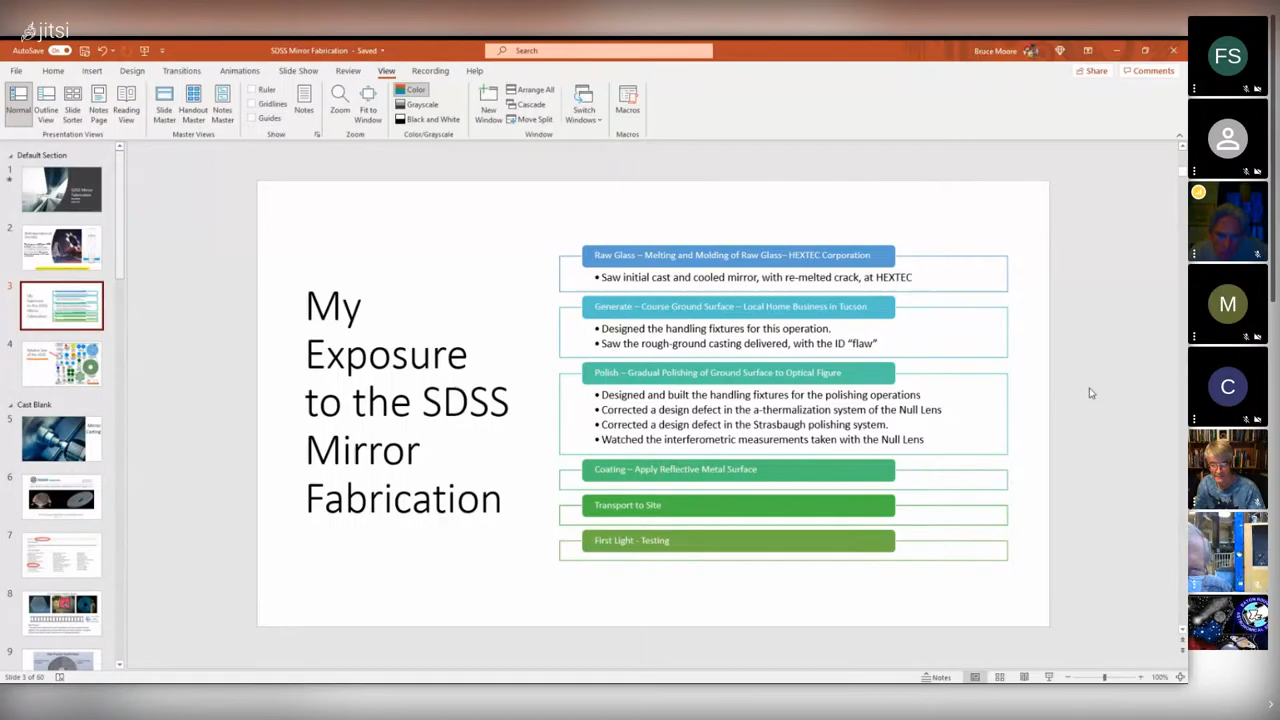 jitsi
AutoSave On
SDSS Mirror Fabrication - Saved
Search
Bruce Moore
File Home Insert Design Transitions Animations Slide Show Review View Recording Help
Share Comments
Normal Outline View Slide Sorter Notes Page Reading View
Presentation Views
Slide Master Handout Master Notes Master
Master Views
Ruler
Gridlines
Guides
Show
Notes
Zoom Fit to Window
Zoom
Color
Grayscale
Black and White
Color/Grayscale
New Window
Arrange All
Cascade
Move Split
Switch Windows
Window
Macros
Macros
Default Section
1
2
3
4
Cast Blank
5
6
7
8
9
My
Exposure
to the SDSS
Mirror
Fabrication
Raw Glass – Melting and Molding of Raw Glass– HEXTEC Corporation
• Saw initial cast and cooled mirror, with re-melted crack, at HEXTEC
Generate – Course Ground Surface – Local Home Business in Tucson
• Designed the handling fixtures for this operation.
• Saw the rough-ground casting delivered, with the ID “flaw”
Polish – Gradual Polishing of Ground Surface to Optical Figure
• Designed and built the handling fixtures for the polishing operations
• Corrected a design defect in the a-thermalization system of the Null Lens
• Corrected a design defect in the Strasbaugh polishing system.
• Watched the interferometric measurements taken with the Null Lens
Coating – Apply Reflective Metal Surface
Transport to Site
First Light - Testing
FS
M
C
Slide 3 of 60
Notes
100%